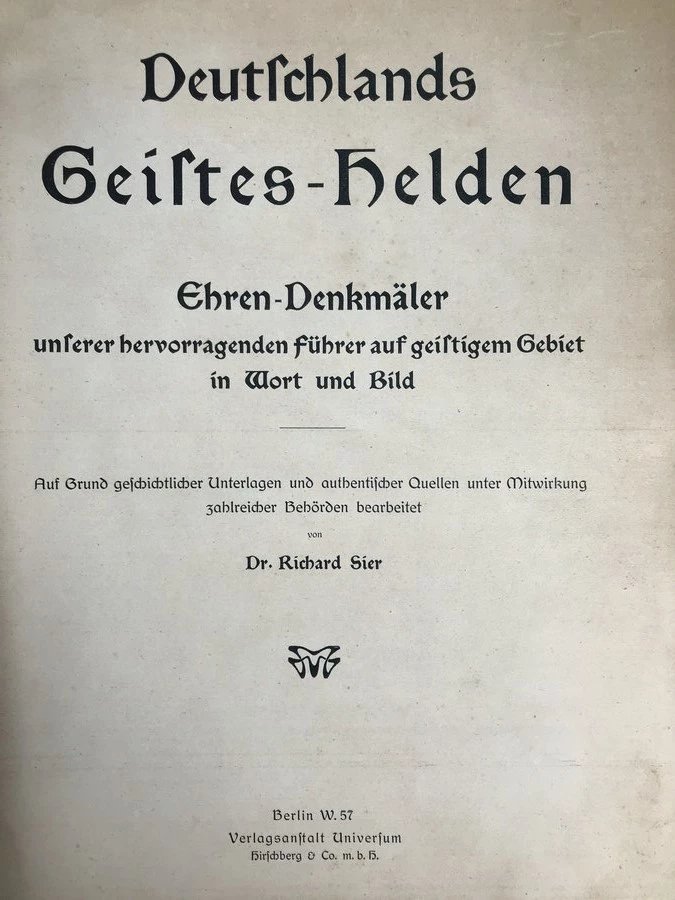 Deutſchlands
Geiſtes-Helden
Ehren-Denkmäler
unſerer hervorragenden Führer auf geiſtigem Gebiet
in Wort und Bild
Auf Grund geſchichtlicher Unterlagen und authentiſcher Quellen unter Mitwirkung
zahlreicher Behörden bearbeitet
von
Dr. Richard Sier
Berlin W. 57
Verlagsanſtalt Univerſum
Hirſchberg & Co. m. b. H.